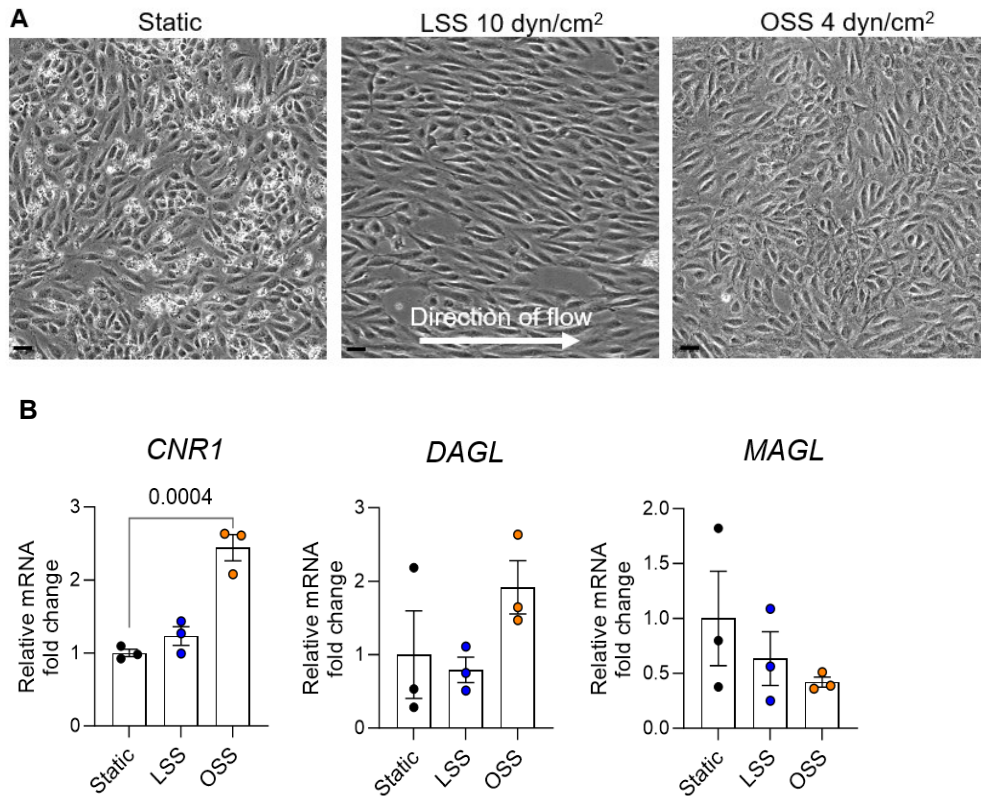 A
Static
LSS 10 dyn/cm²
OSS 4 dyn/cm²
Direction of flow
B
CNR1
0.0004
Relative mRNA
fold change
3
2
1
0
Static
LSS
OSS
DAGL
Relative mRNA
fold change
3
2
1
0
Static
LSS
OSS
MAGL
Relative mRNA
fold change
2.0
1.5
1.0
0.5
0.0
Static
LSS
OSS